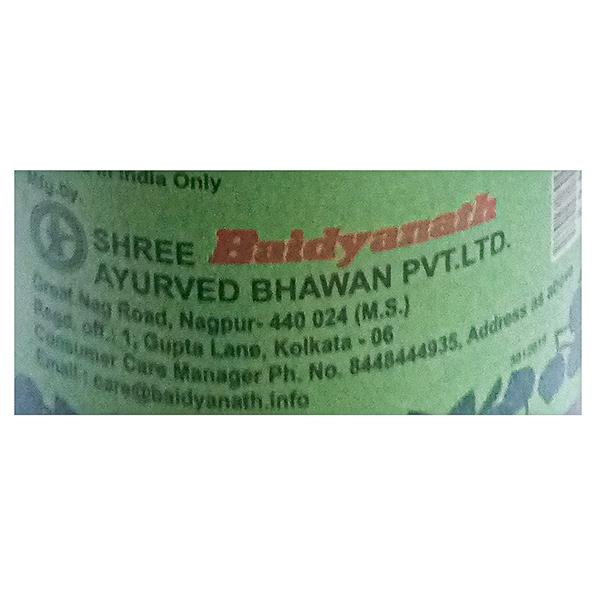 in India Only
Mfg.by
SHREE Baidyanath
AYURVED BHAWAN PVT.LTD.
Great Nag Road, Nagpur- 440 024 (M.S.)
Regd. off.: 1, Gupta Lane, Kolkata - 06
Consumer Care Manager Ph. No. 8448444935, Address as above
Email : care@baidyanath.info